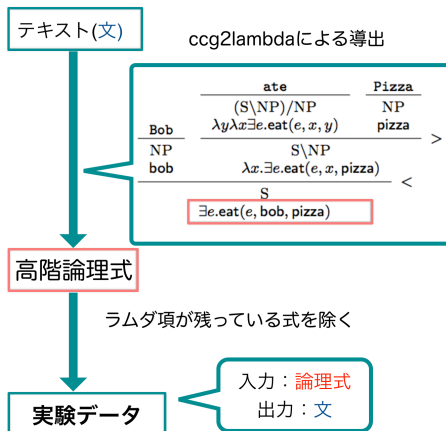 テキスト(文)
ccg2lambdaによる導出
ate Pizza
(S\NP)/NP NP
Bob λyλx∃e.eat(e, x, y) pizza
NP S\NP >
bob λx.∃e.eat(e, x, pizza)
S <
∃e.eat(e, bob, pizza)
高階論理式
ラムダ項が残っている式を除く
実験データ
入力：論理式
出力：文